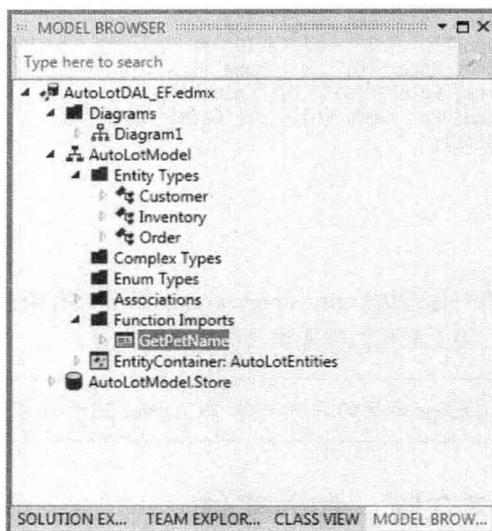 MODEL BROWSER
Type here to search
AutoLotDAL_EF.edmx
Diagrams
Diagram1
AutoLotModel
Entity Types
Customer
Inventory
Order
Complex Types
Enum Types
Associations
Function Imports
GetPetName
EntityContainer: AutoLotEntities
AutoLotModel.Store
SOLUTION EX... TEAM EXPLOR... CLASS VIEW MODEL BROW...